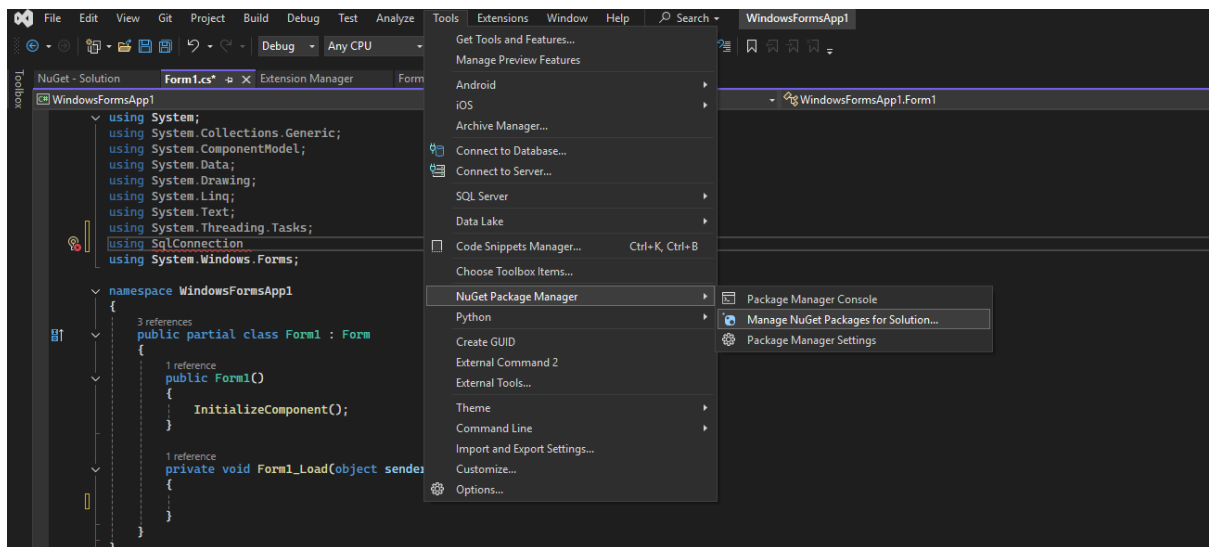 File Edit View Git Project Build Debug Test Analyze Tools Extensions Window Help Search WindowsFormsApp1
Debug Any CPU
Toolbox
NuGet - Solution Form1.cs* Extension Manager Form
WindowsFormsApp1 WindowsFormsApp1.Form1
using System;
using System.Collections.Generic;
using System.ComponentModel;
using System.Data;
using System.Drawing;
using System.Linq;
using System.Text;
using System.Threading.Tasks;
using SqlConnection
using System.Windows.Forms;
namespace WindowsFormsApp1
{
3 references
public partial class Form1 : Form
{
1 reference
public Form1()
{
InitializeComponent();
}
1 reference
private void Form1_Load(object sender
{
}
}
Get Tools and Features...
Manage Preview Features
Android
iOS
Archive Manager...
Connect to Database...
Connect to Server...
SQL Server
Data Lake
Code Snippets Manager... Ctrl+K, Ctrl+B
Choose Toolbox Items...
NuGet Package Manager
Python
Create GUID
External Command 2
External Tools...
Theme
Command Line
Import and Export Settings...
Customize...
Options...
Package Manager Console
Manage NuGet Packages for Solution...
Package Manager Settings